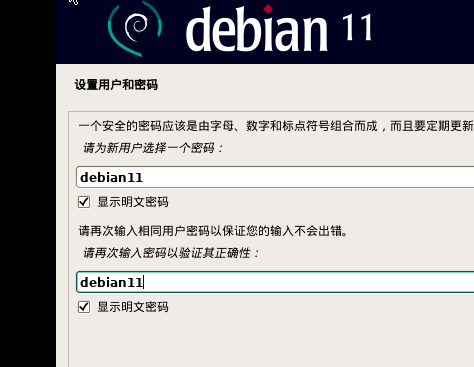 debian 11
设置用户和密码
一个安全的密码应该是由字母、数字和标点符号组合而成，而且要定期更新
请为新用户选择一个密码：
debian11
显示明文密码
请再次输入相同用户密码以保证您的输入不会出错。
请再次输入密码以验证其正确性：
debian11
显示明文密码